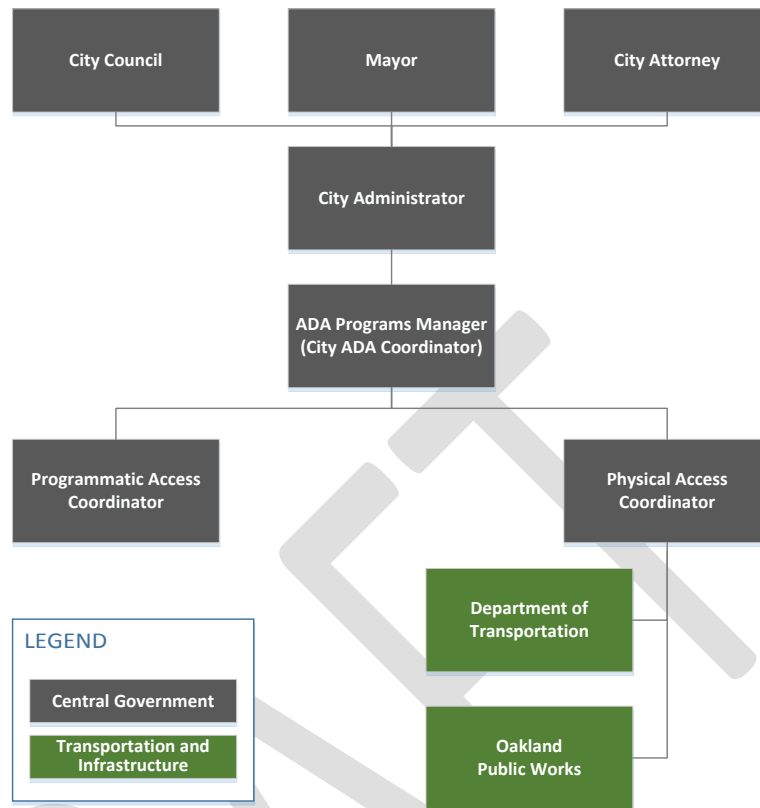 City Council
Mayor
City Attorney
City Administrator
ADA Programs Manager
(City ADA Coordinator)
Programmatic Access
Coordinator
Physical Access
Coordinator
Department of
Transportation
Oakland
Public Works
LEGEND
Central Government
Transportation and
Infrastructure